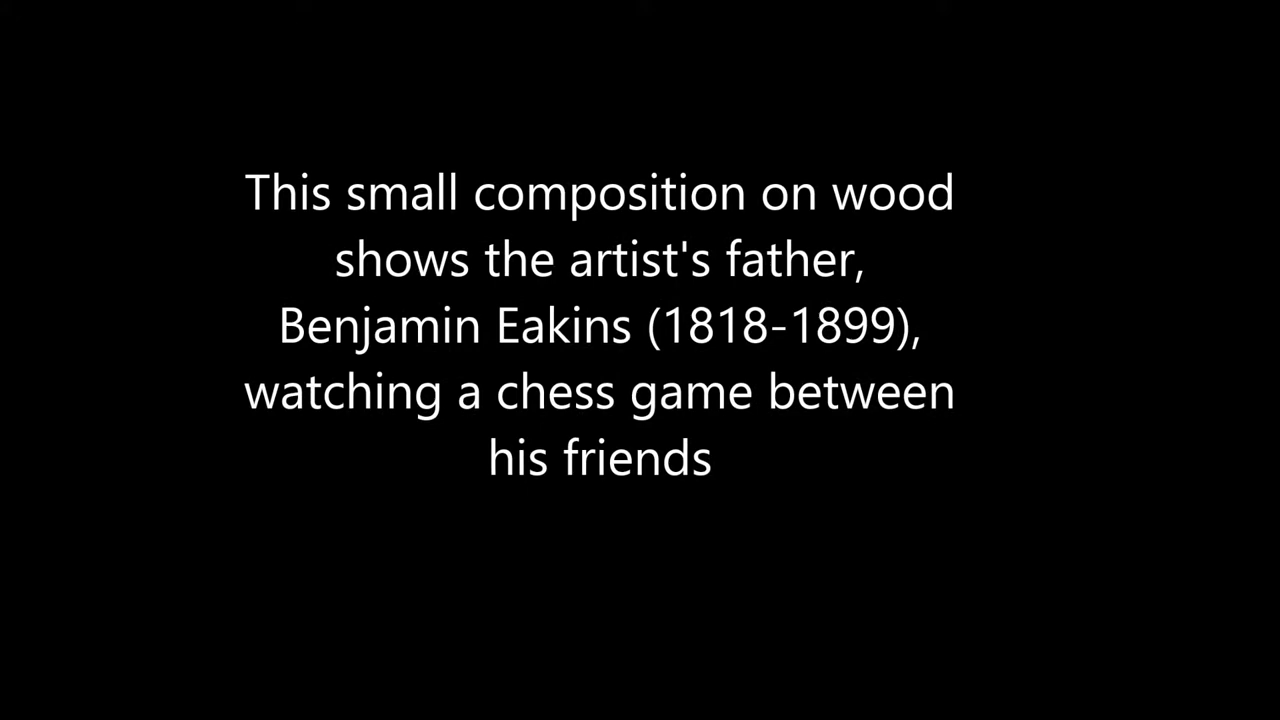 This small composition on wood
shows the artist's father,
Benjamin Eakins (1818-1899),
watching a chess game between
his friends